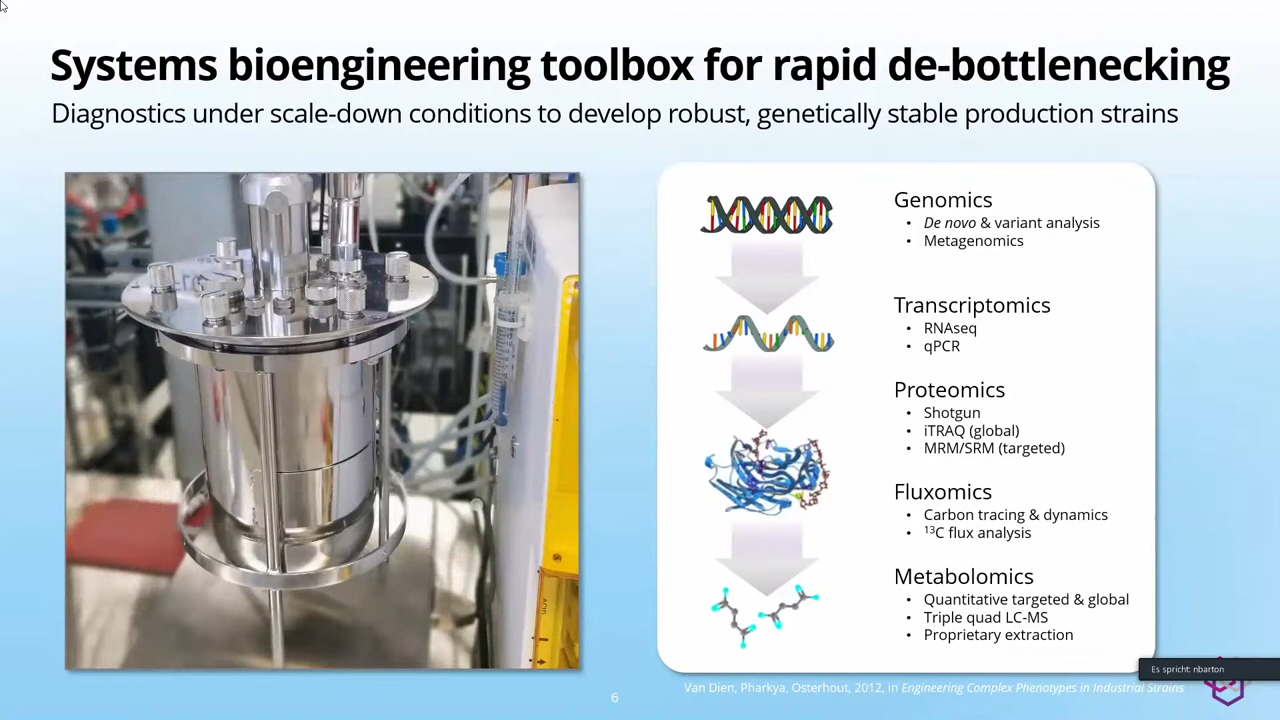 Systems bioengineering toolbox for rapid de-bottlenecking
Diagnostics under scale-down conditions to develop robust, genetically stable production strains
Genomics
• De novo & variant analysis
• Metagenomics
Transcriptomics
• RNAseq
• qPCR
Proteomics
• Shotgun
• iTRAQ (global)
• MRM/SRM (targeted)
Fluxomics
• Carbon tracing & dynamics
• ¹³C flux analysis
Metabolomics
• Quantitative targeted & global
• Triple quad LC-MS
• Proprietary extraction
Es spricht: nbarton
Van Dien, Pharkya, Osterhout, 2012, in Engineering Complex Phenotypes in Industrial Strains
6